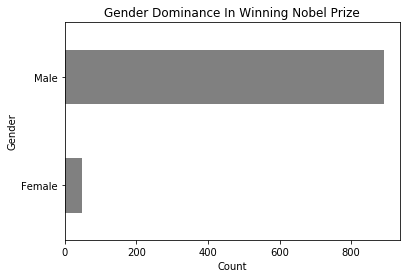 Gender Dominance In Winning Nobel Prize
Male
Gender
Female
0 200 400 600 800
Count